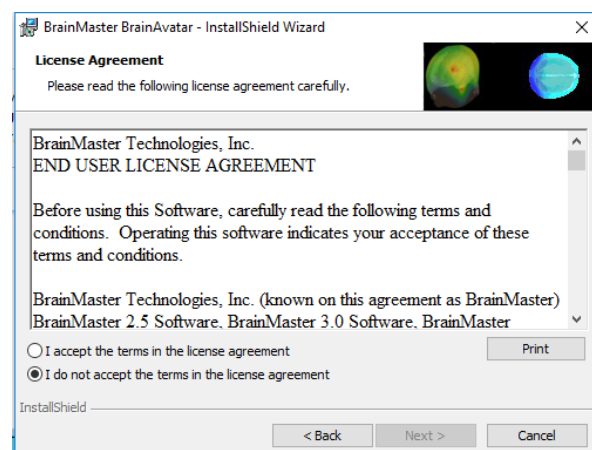 BrainMaster BrainAvatar - InstallShield Wizard
License Agreement
Please read the following license agreement carefully.
BrainMaster Technologies, Inc.
END USER LICENSE AGREEMENT
Before using this Software, carefully read the following terms and
conditions.  Operating this software indicates your acceptance of these
terms and conditions.
BrainMaster Technologies, Inc. (known on this agreement as BrainMaster)
BrainMaster 2.5 Software, BrainMaster 3.0 Software, BrainMaster
I accept the terms in the license agreement
Print
I do not accept the terms in the license agreement
InstallShield
< Back
Next >
Cancel